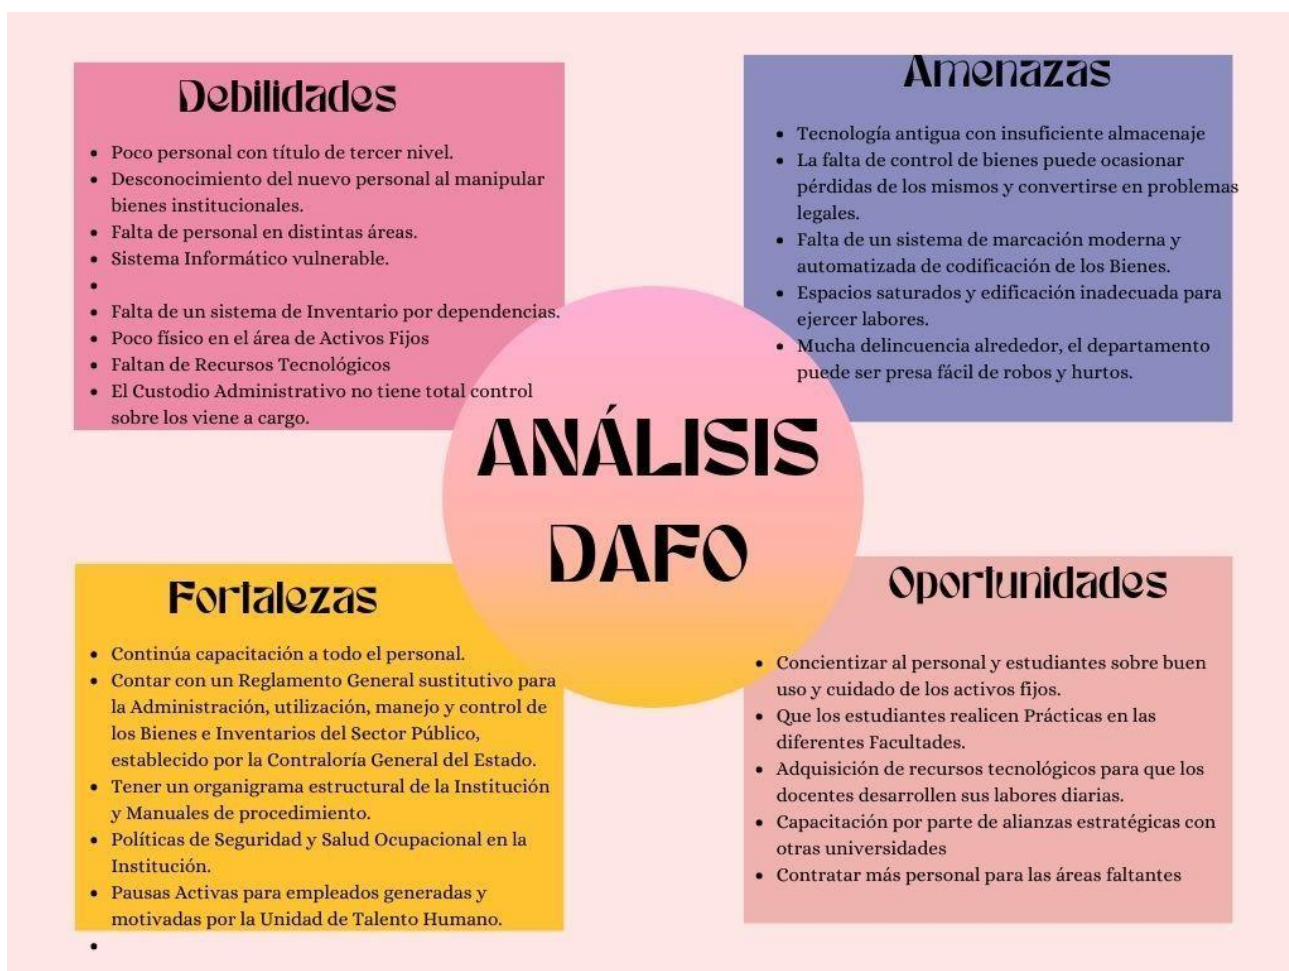 Debilidades
• Poco personal con título de tercer nivel.
• Desconocimiento del nuevo personal al manipular
bienes institucionales.
• Falta de personal en distintas áreas.
• Sistema Informático vulnerable.
•
• Falta de un sistema de Inventario por dependencias.
• Poco físico en el área de Activos Fijos
• Faltan de Recursos Tecnológicos
• El Custodio Administrativo no tiene total control
sobre los viene a cargo.
Amenazas
• Tecnología antigua con insuficiente almacenaje
• La falta de control de bienes puede ocasionar
pérdidas de los mismos y convertirse en problemas
legales.
• Falta de un sistema de marcación moderna y
automatizada de codificación de los Bienes.
• Espacios saturados y edificación inadecuada para
ejercer labores.
• Mucha delincuencia alrededor, el departamento
puede ser presa fácil de robos y hurtos.
ANÁLISIS
DAFO
Fortalezas
• Continúa capacitación a todo el personal.
• Contar con un Reglamento General sustitutivo para
la Administración, utilización, manejo y control de
los Bienes e Inventarios del Sector Público,
establecido por la Contraloría General del Estado.
• Tener un organigrama estructural de la Institución
y Manuales de procedimiento.
• Políticas de Seguridad y Salud Ocupacional en la
Institución.
• Pausas Activas para empleados generadas y
motivadas por la Unidad de Talento Humano.
•
Oportunidades
• Concientizar al personal y estudiantes sobre buen
uso y cuidado de los activos fijos.
• Que los estudiantes realicen Prácticas en las
diferentes Facultades.
• Adquisición de recursos tecnológicos para que los
docentes desarrollen sus labores diarias.
• Capacitación por parte de alianzas estratégicas con
otras universidades
• Contratar más personal para las áreas faltantes